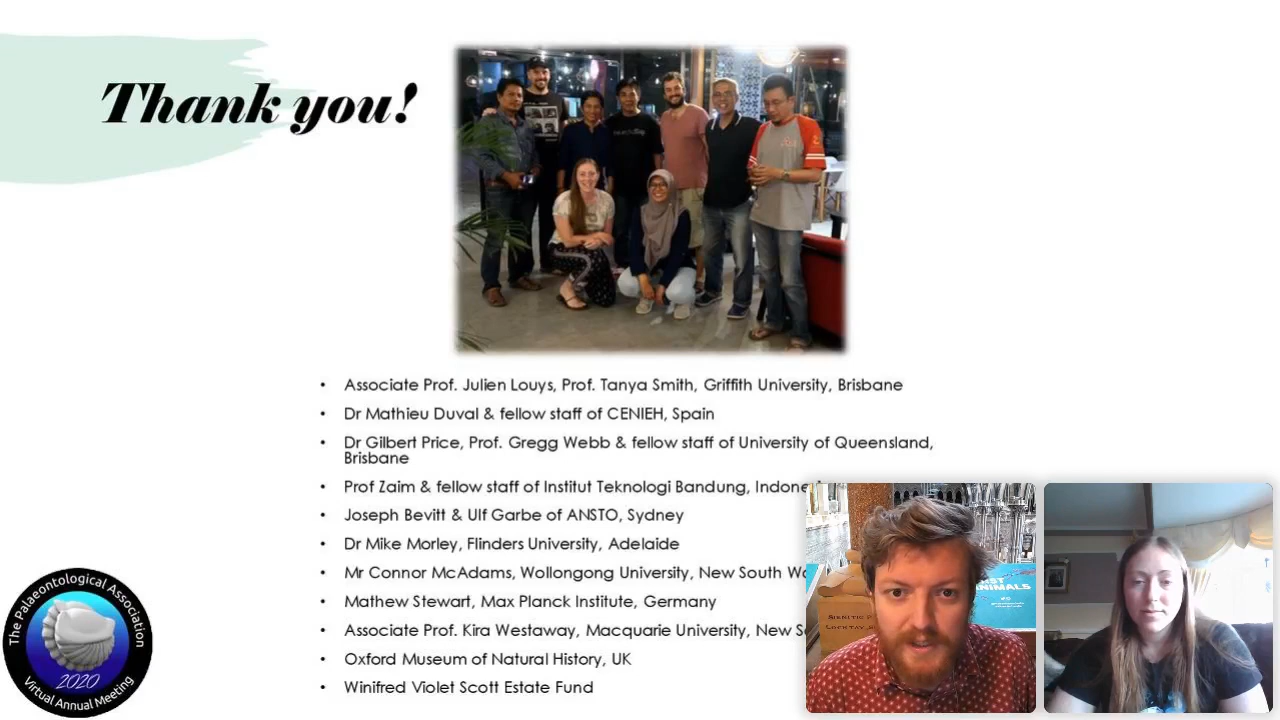 Thank you!
• Associate Prof. Julien Louys, Prof. Tanya Smith, Griffith University, Brisbane
• Dr Mathieu Duval & fellow staff of CENIEH, Spain
• Dr Gilbert Price, Prof. Gregg Webb & fellow staff of University of Queensland,
Brisbane
• Prof Zaim & fellow staff of Institut Teknologi Bandung,
• Joseph Bevitt & Ulf Garbe of ANSTO, Sydney
• Dr Mike Morley, Flinders University, Adelaide
• Mr Connor McAdams, Wollongong University, New South
• Mathew Stewart, Max Planck Institute, Germany
• Associate Prof. Kira Westaway, Macquarie University, New
• Oxford Museum of Natural History, UK
• Winifred Violet Scott Estate Fund
The Palaeontological Association
2020
Virtual Annual Meeting
ANIMALS